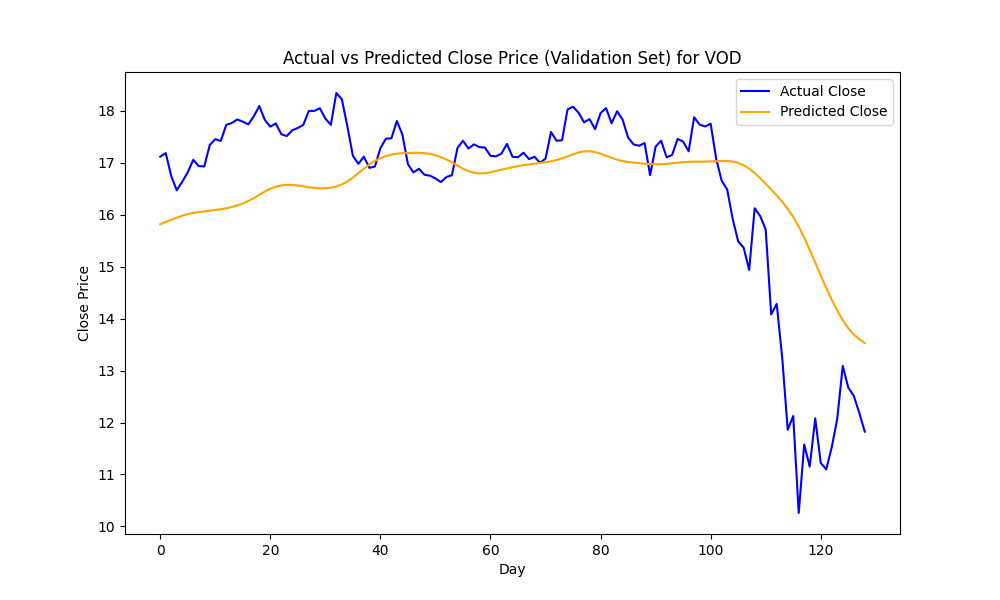 Actual vs Predicted Close Price (Validation Set) for VOD
Actual Close
Predicted Close
Close Price
18
17
16
15
14
13
12
11
10
0 20 40 60 80 100 120
Day